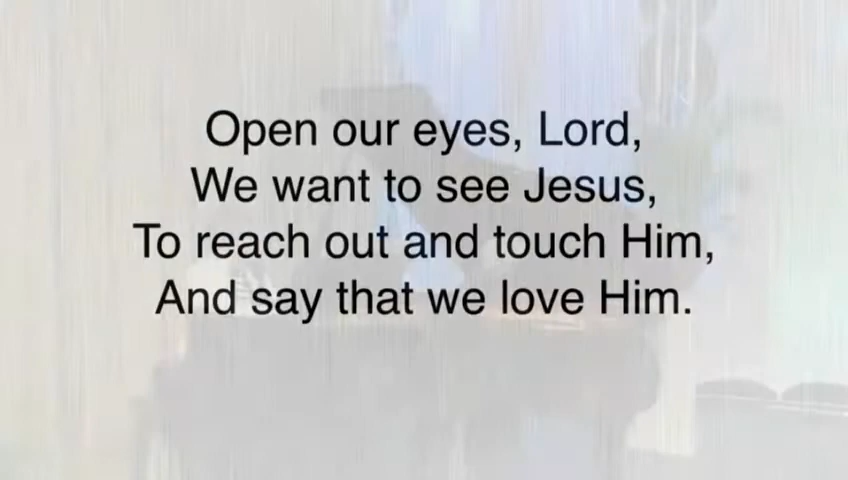 Open our eyes, Lord,
We want to see Jesus,
To reach out and touch Him,
And say that we love Him.